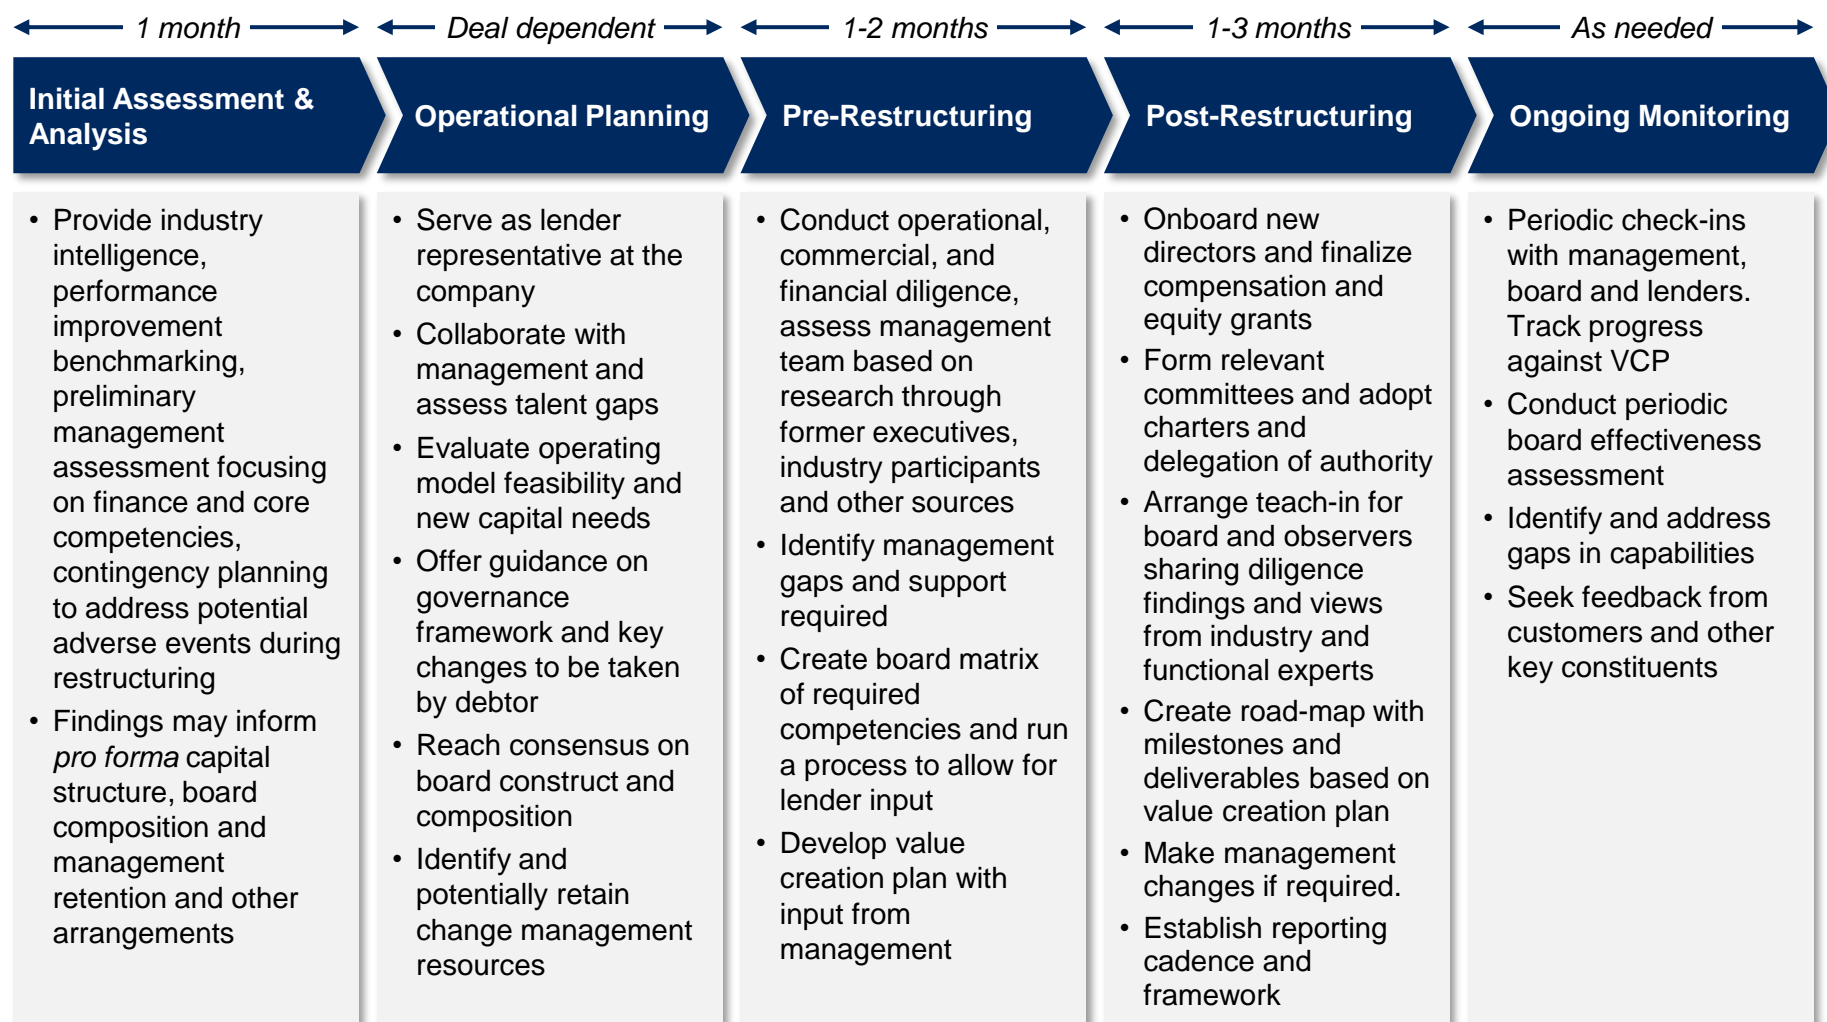 1 month
Deal dependent
1-2 months
1-3 months
As needed
Initial Assessment &
Analysis
Operational Planning
Pre-Restructuring
Post-Restructuring
Ongoing Monitoring
• Provide industry
intelligence,
performance
improvement
benchmarking,
preliminary
management
assessment focusing
on finance and core
competencies,
contingency planning
to address potential
adverse events during
restructuring
• Findings may inform
pro forma capital
structure, board
composition and
management
retention and other
arrangements
• Serve as lender
representative at the
company
• Collaborate with
management and
assess talent gaps
• Evaluate operating
model feasibility and
new capital needs
• Offer guidance on
governance
framework and key
changes to be taken
by debtor
• Reach consensus on
board construct and
composition
• Identify and
potentially retain
change management
resources
• Conduct operational,
commercial, and
financial diligence,
assess management
team based on
research through
former executives,
industry participants
and other sources
• Identify management
gaps and support
required
• Create board matrix
of required
competencies and run
a process to allow for
lender input
• Develop value
creation plan with
input from
management
• Onboard new
directors and finalize
compensation and
equity grants
• Form relevant
committees and adopt
charters and
delegation of authority
• Arrange teach-in for
board and observers
sharing diligence
findings and views
from industry and
functional experts
• Create road-map with
milestones and
deliverables based on
value creation plan
• Make management
changes if required.
• Establish reporting
cadence and
framework
• Periodic check-ins
with management,
board and lenders.
Track progress
against VCP
• Conduct periodic
board effectiveness
assessment
• Identify and address
gaps in capabilities
• Seek feedback from
customers and other
key constituents